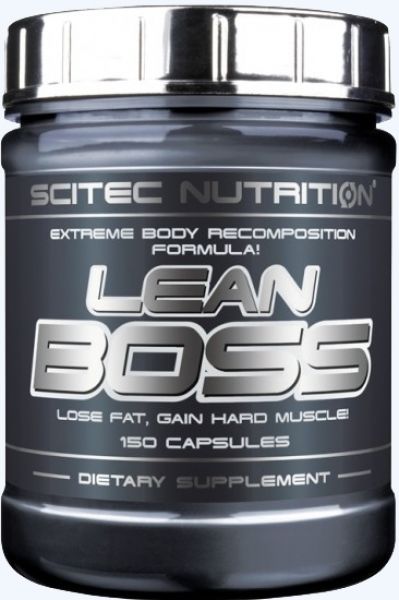 SCITEC NUTRITION®
EXTREME BODY RECOMPOSITION
FORMULA!
LEAN
BOSS
LOSE FAT, GAIN HARD MUSCLE!
150 CAPSULES
DIETARY SUPPLEMENT